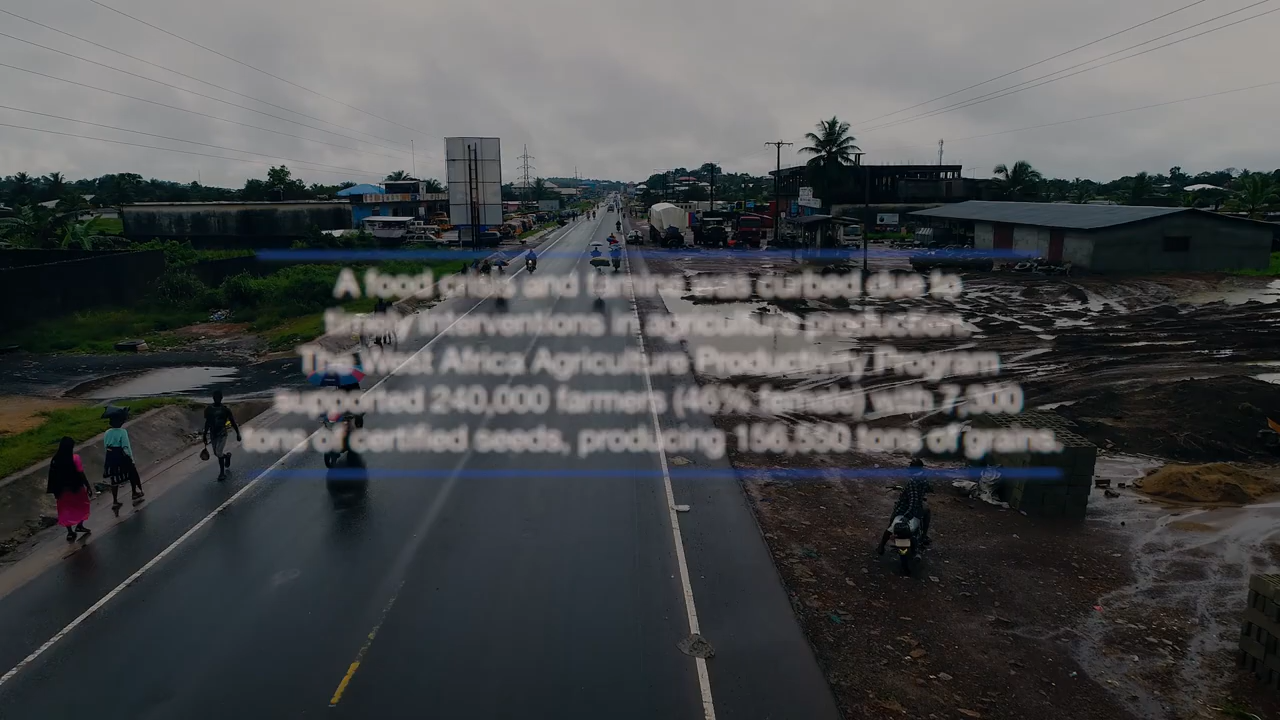 A food crisis and famine was curbed due to
timely interventions in agriculture production.
The West Africa Agriculture Productivity Program
supported 240,000 farmers (46% female) with 7,000
tons of certified seeds, producing 156,550 tons of grains.